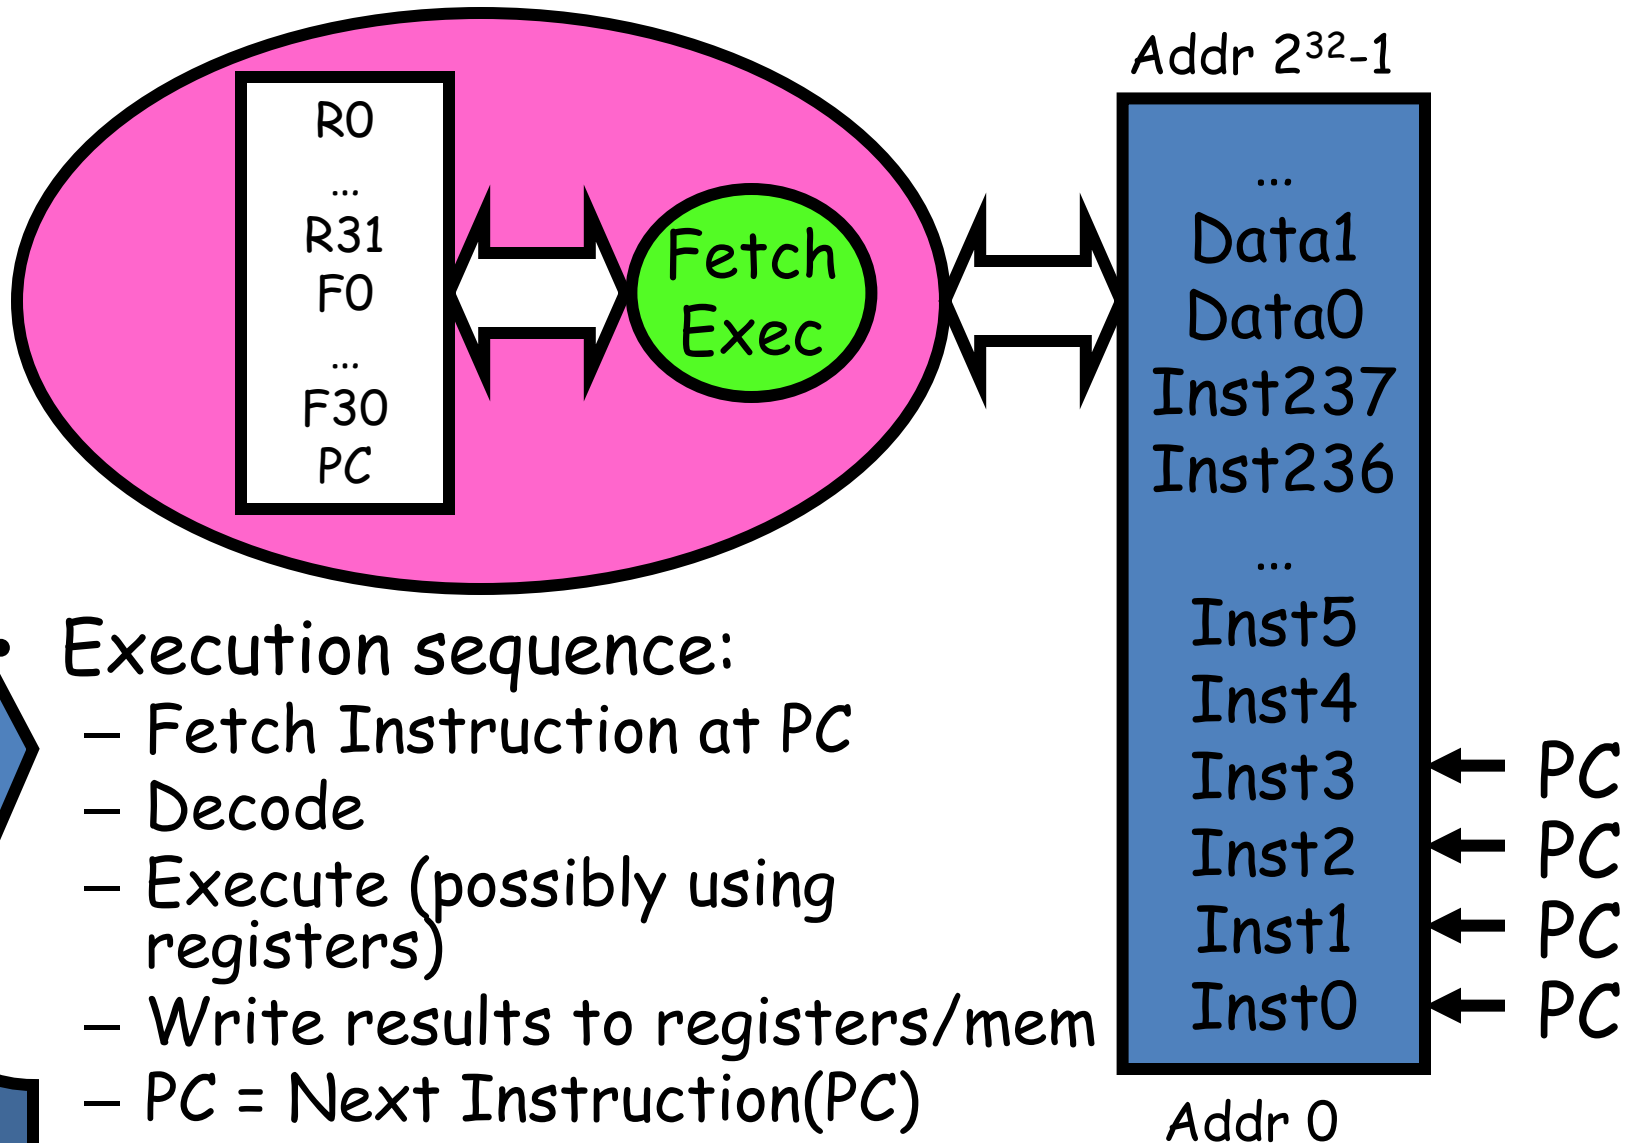 R0
...
R31
F0
...
F30
PC
Fetch
Exec
Addr 2³²-1
...
Data1
Data0
Inst237
Inst236
...
Inst5
Inst4
Inst3
Inst2
Inst1
Inst0
Addr 0
PC
PC
PC
PC
• Execution sequence:
– Fetch Instruction at PC
– Decode
– Execute (possibly using
registers)
– Write results to registers/mem
– PC = Next Instruction(PC)